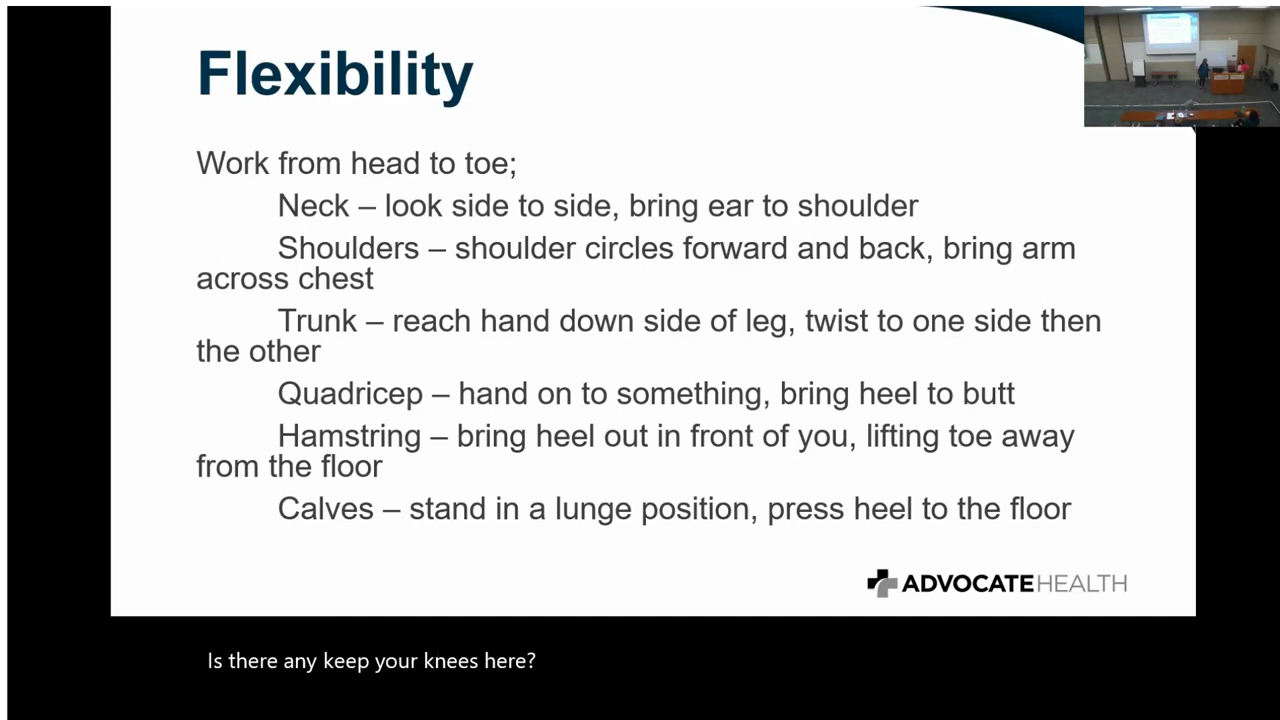 Flexibility
Work from head to toe;
Neck – look side to side, bring ear to shoulder
Shoulders – shoulder circles forward and back, bring arm
across chest
Trunk – reach hand down side of leg, twist to one side then
the other
Quadricep – hand on to something, bring heel to butt
Hamstring – bring heel out in front of you, lifting toe away
from the floor
Calves – stand in a lunge position, press heel to the floor
ADVOCATEHEALTH
Is there any keep your knees here?